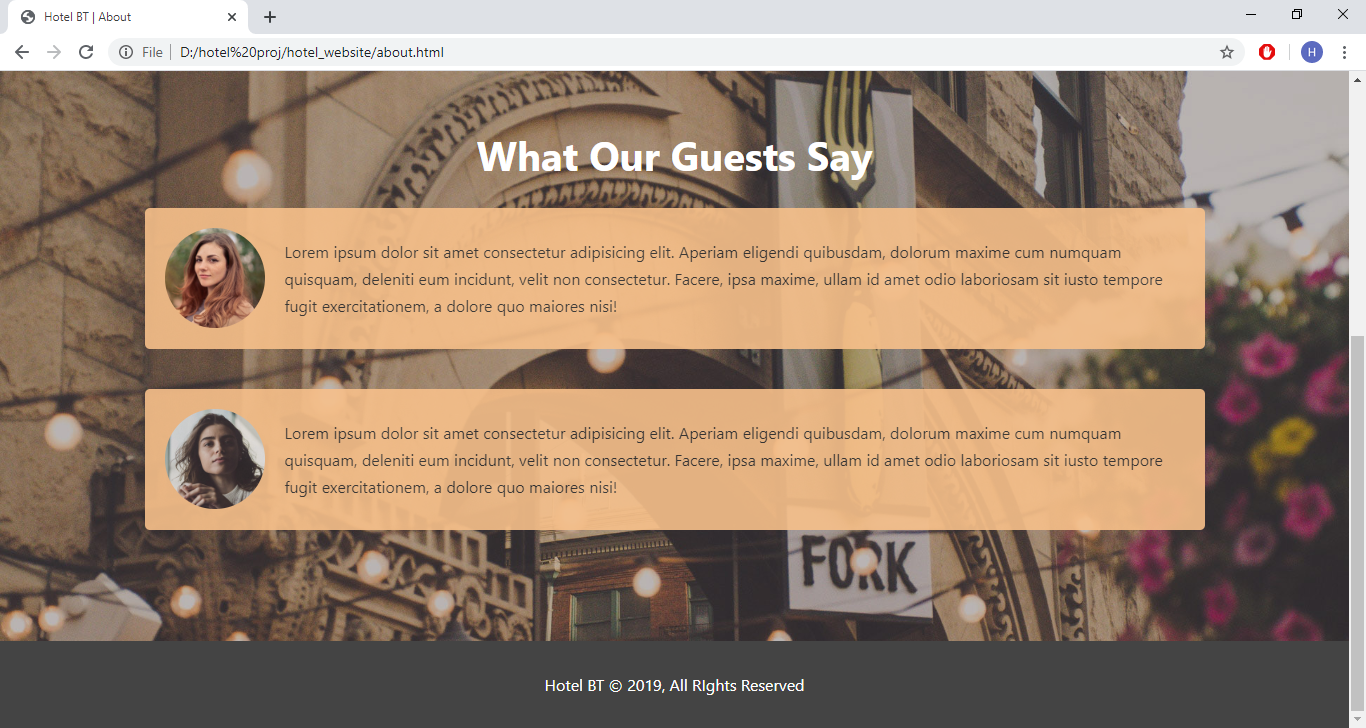 Hotel BT | About
File
D:/hotel%20proj/hotel_website/about.html
H
What Our Guests Say
Lorem ipsum dolor sit amet consectetur adipisicing elit. Aperiam eligendi quibusdam, dolorum maxime cum numquam
quisquam, deleniti eum incidunt, velit non consectetur. Facere, ipsa maxime, ullam id amet odio laboriosam sit iusto tempore
fugit exercitationem, a dolore quo maiores nisi!
Lorem ipsum dolor sit amet consectetur adipisicing elit. Aperiam eligendi quibusdam, dolorum maxime cum numquam
quisquam, deleniti eum incidunt, velit non consectetur. Facere, ipsa maxime, ullam id amet odio laboriosam sit iusto tempore
fugit exercitationem, a dolore quo maiores nisi!
FORK
Hotel BT © 2019, All RIghts Reserved